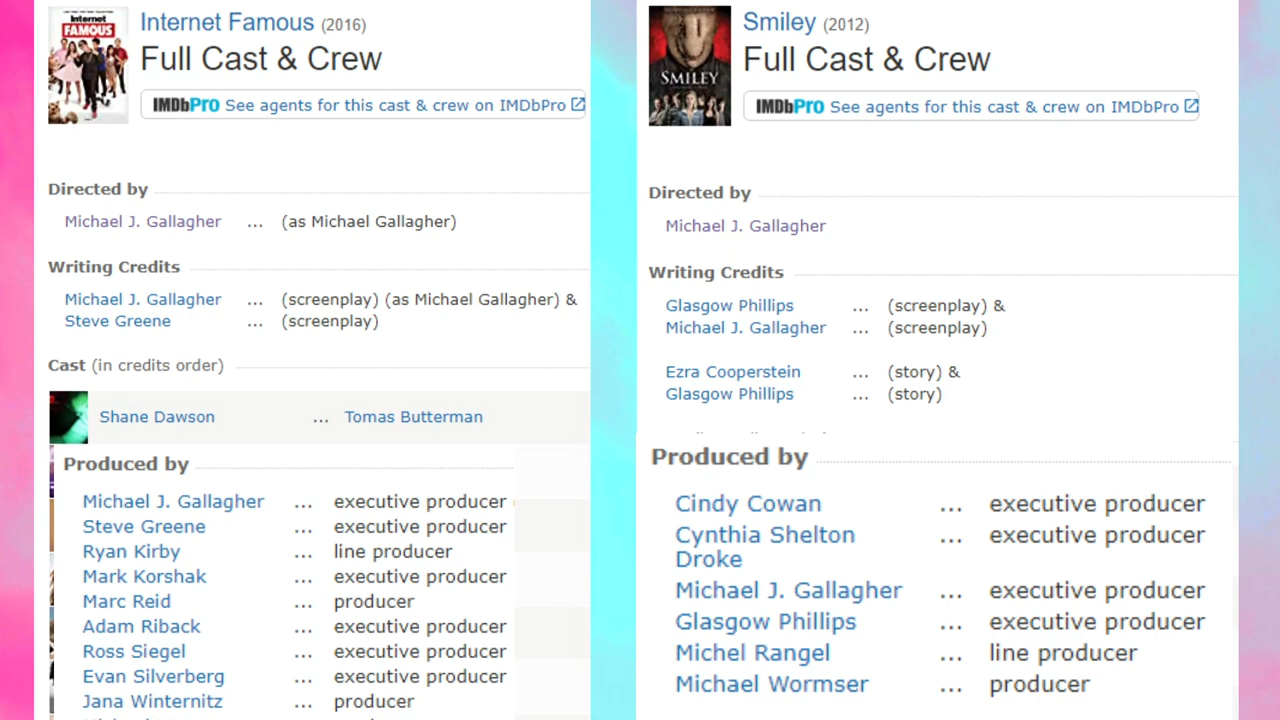 Internet Famous (2016)
Full Cast & Crew
IMDbPro See agents for this cast & crew on IMDbPro
Directed by
Michael J. Gallagher ... (as Michael Gallagher)
Writing Credits
Michael J. Gallagher ... (screenplay) (as Michael Gallagher) &
Steve Greene ... (screenplay)
Cast (in credits order)
Shane Dawson ... Tomas Butterman
Produced by
Michael J. Gallagher ... executive producer
Steve Greene ... executive producer
Ryan Kirby ... line producer
Mark Korshak ... executive producer
Marc Reid ... producer
Adam Riback ... executive producer
Ross Siegel ... executive producer
Evan Silverberg ... executive producer
Jana Winternitz ... producer
Internet
FAMOUS
Smiley (2012)
Full Cast & Crew
IMDbPro See agents for this cast & crew on IMDbPro
Directed by
Michael J. Gallagher
Writing Credits
Glasgow Phillips ... (screenplay) &
Michael J. Gallagher ... (screenplay)
Ezra Cooperstein ... (story) &
Glasgow Phillips ... (story)
Produced by
Cindy Cowan ... executive producer
Cynthia Shelton ... executive producer
Droke
Michael J. Gallagher ... executive producer
Glasgow Phillips ... executive producer
Michel Rangel ... line producer
Michael Wormser ... producer
SMILEY